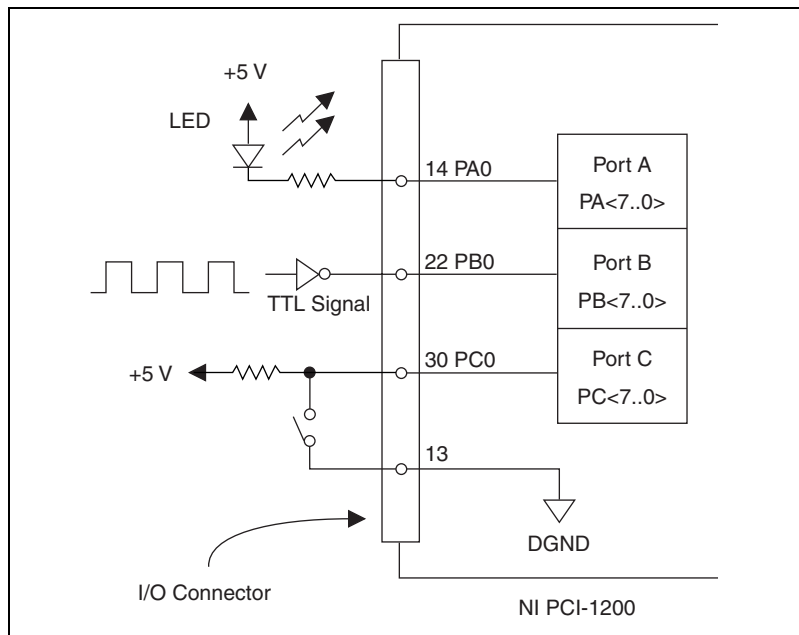 +5 V
LED
14 PA0
Port A
PA<7..0>
22 PB0
TTL Signal
Port B
PB<7..0>
+5 V
30 PC0
Port C
PC<7..0>
13
DGND
I/O Connector
NI PCI-1200